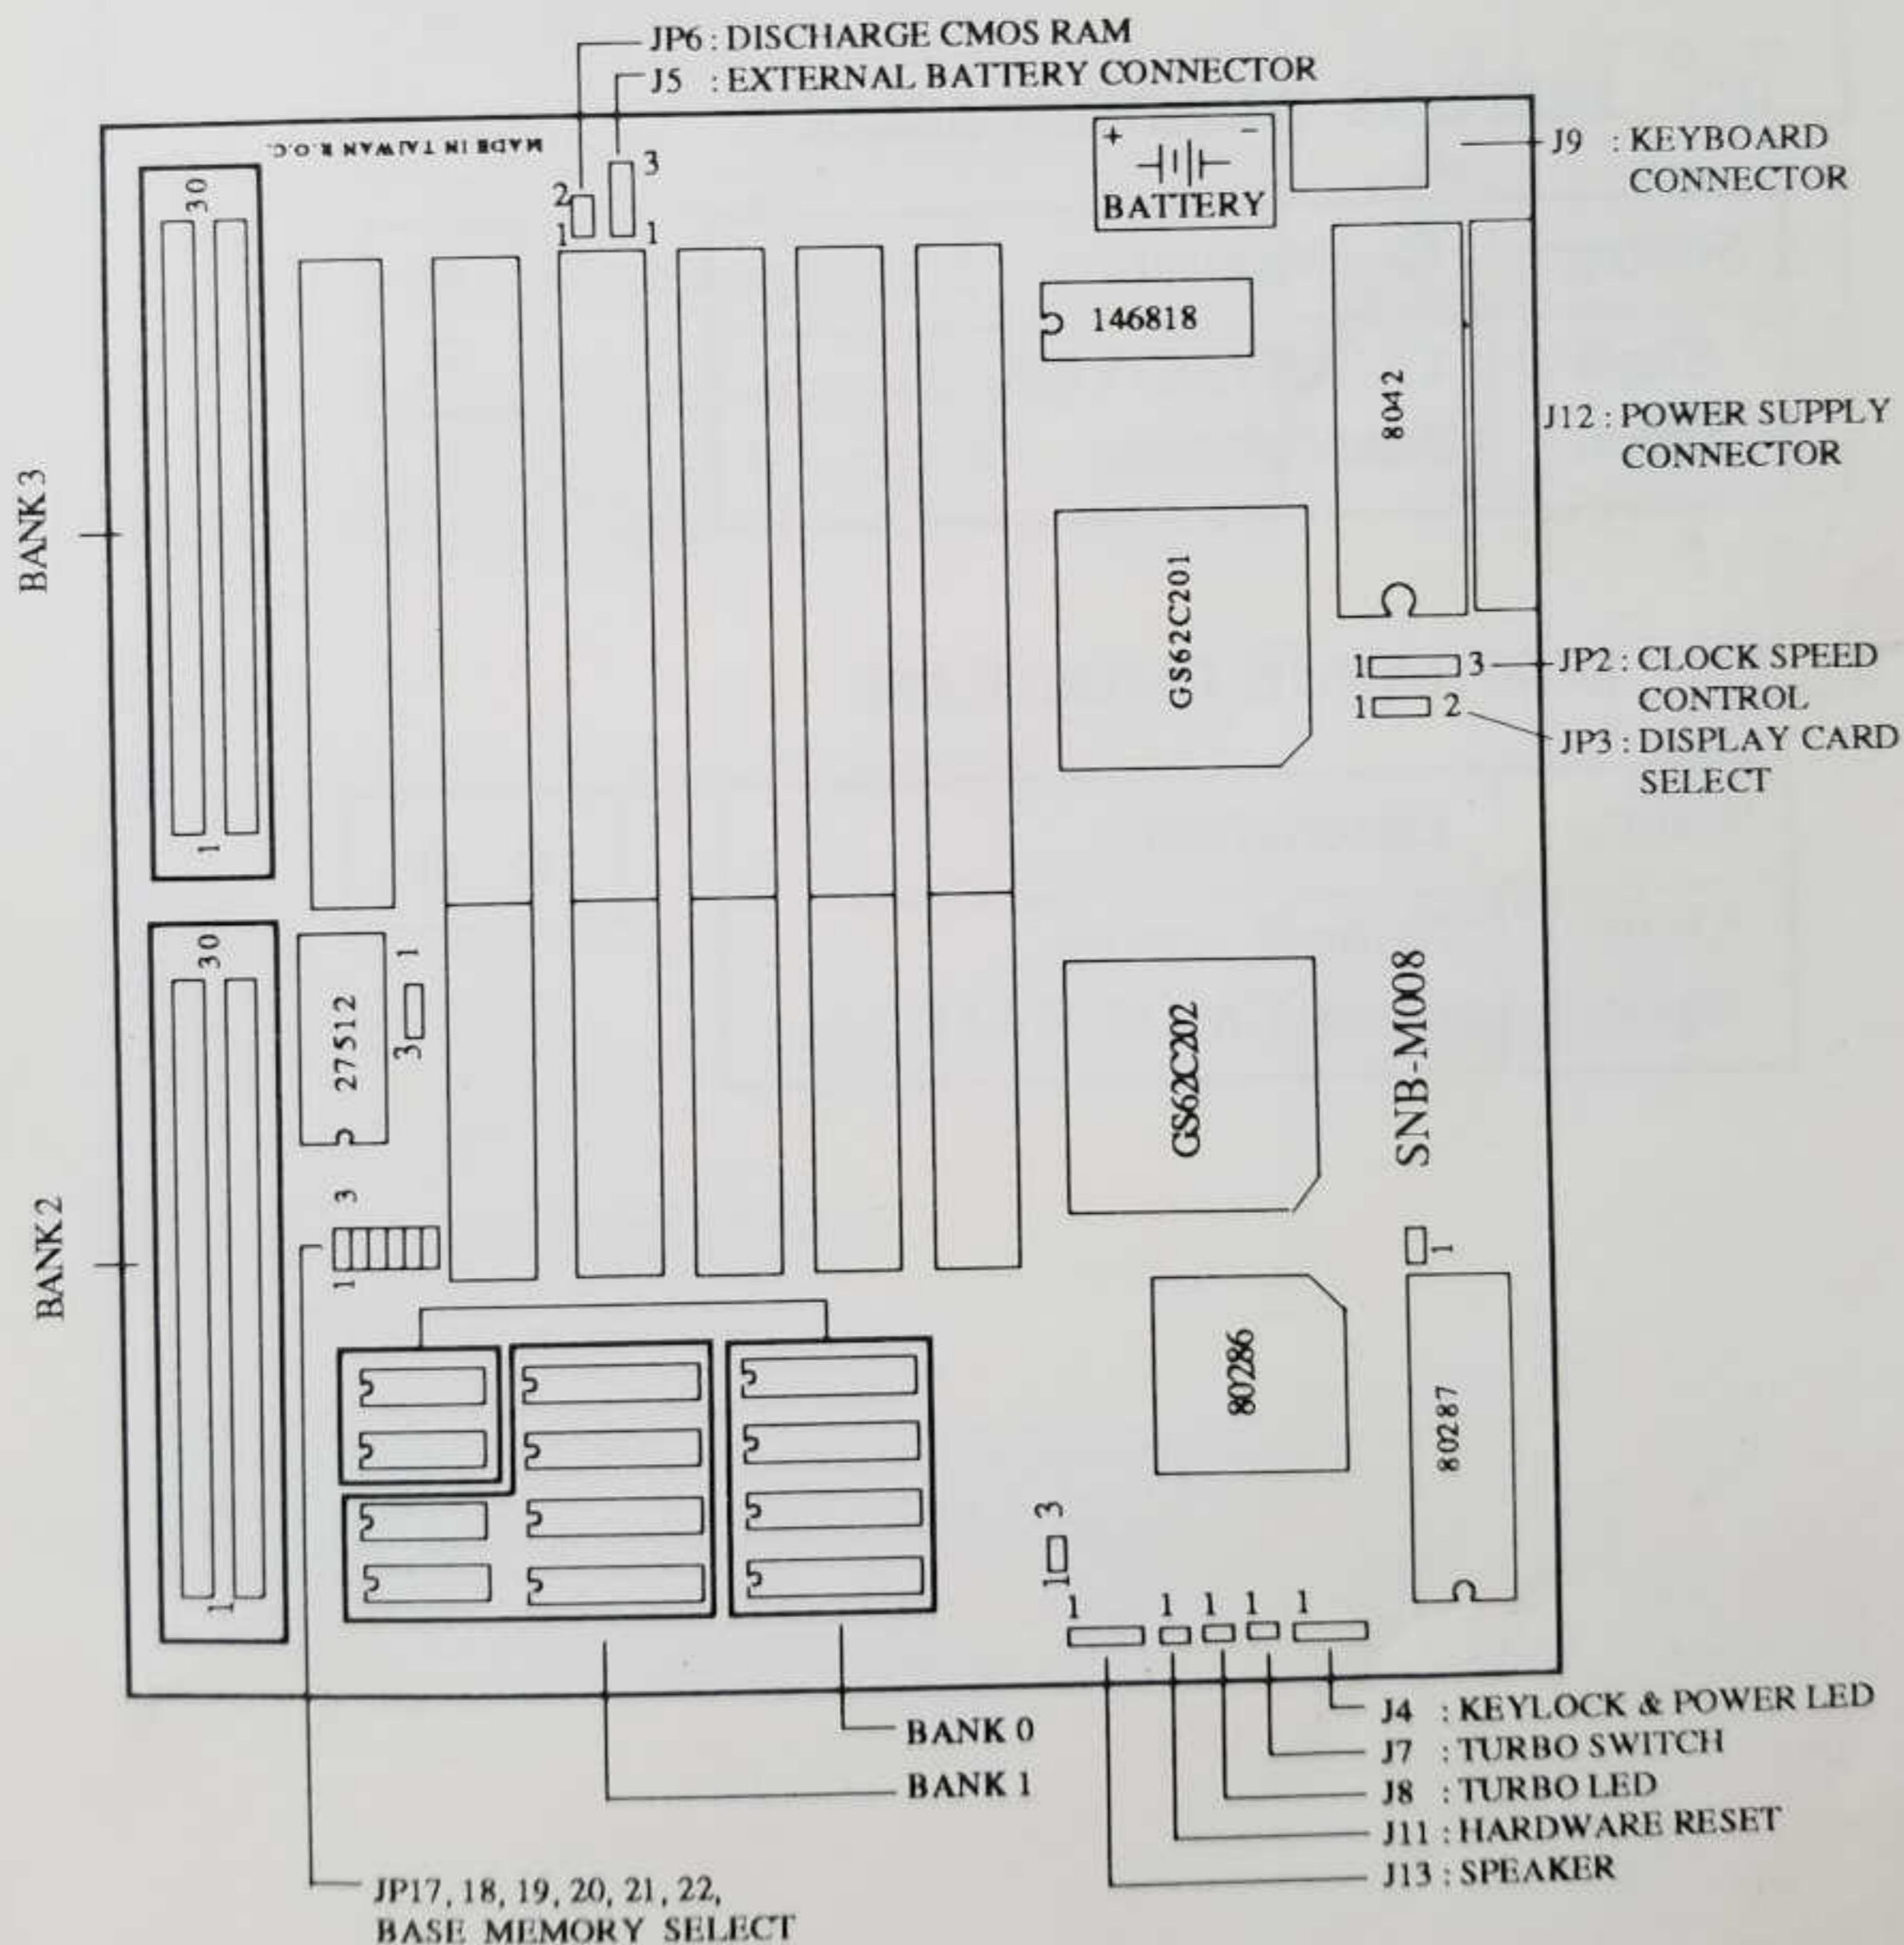 JP6 : DISCHARGE CMOS RAM
J5 : EXTERNAL BATTERY CONNECTOR
MADE IN TAIWAN R.O.C.
+ -
BATTERY
J9 : KEYBOARD
CONNECTOR
30
2
1
3
1
146818
8042
J12 : POWER SUPPLY
CONNECTOR
BANK 3
GS62C201
1 3
JP2 : CLOCK SPEED
CONTROL
1 2
JP3 : DISPLAY CARD
SELECT
1
30
27512
1
3
GS62C202
SNB-M008
BANK 2
3
1
1
80286
80287
3
1
1
1 1 1 1 1
J4 : KEYLOCK & POWER LED
J7 : TURBO SWITCH
J8 : TURBO LED
J11 : HARDWARE RESET
J13 : SPEAKER
BANK 0
BANK 1
JP17, 18, 19, 20, 21, 22,
BASE MEMORY SELECT